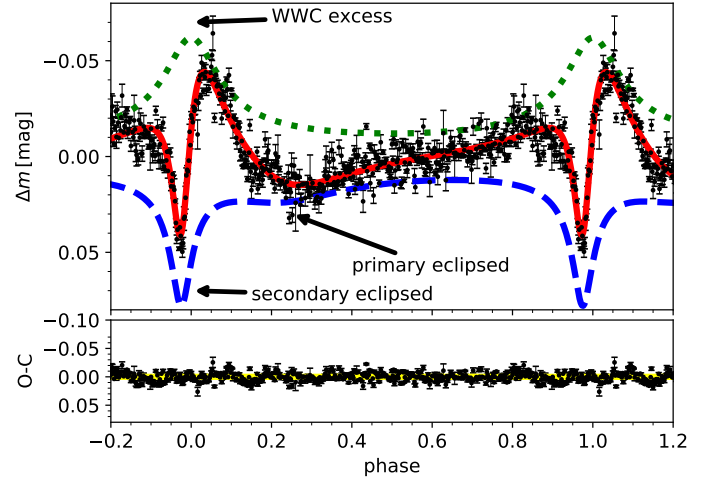 WWC excess
−0.05
0.00
0.05
Δm [mag]
primary eclipsed
secondary eclipsed
−0.10
−0.05
0.00
0.05
O-C
−0.2 0.0 0.2 0.4 0.6 0.8 1.0 1.2
phase